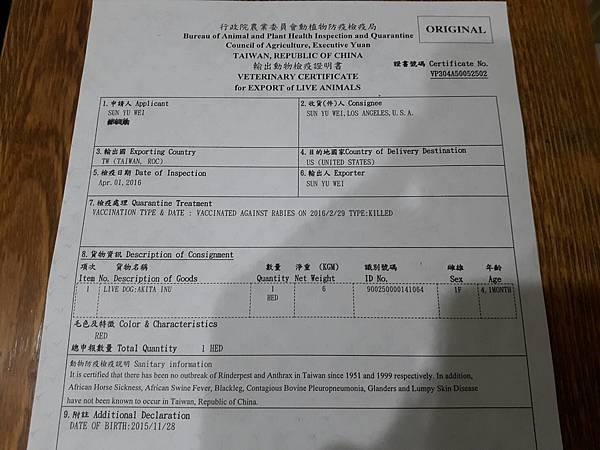 行政院農業委員會動植物防疫檢疫局
Bureau of Animal and Plant Health Inspection and Quarantine
Council of Agriculture, Executive Yuan
TAIWAN, REPUBLIC OF CHINA
輸出動物檢疫證明書
VETERINARY CERTIFICATE
for EXPORT of LIVE ANIMALS
ORIGINAL
證書號碼 Certificate No.
VP304A50052502
1.申請人 Applicant
SUN YU WEI
2.收貨(件)人 Consignee
SUN YU WEI,LOS ANGELES,U.S.A.
3.輸出國 Exporting Country
TW (TAIWAN, ROC)
4.目的地國家Country of Delivery Destination
US (UNITED STATES)
5.檢疫日期 Date of Inspection
Apr. 01, 2016
6.輸出人 Exporter
SUN YU WEI
7.檢疫處理 Quarantine Treatment
VACCINATION TYPE & DATE : VACCINATED AGAINST RABIES ON 2016/2/29 TYPE:KILLED
8.貨物資訊 Description of Consignment
項次 貨物名稱 數量 淨重 (KGM) 識別號碼 雌雄 年齡
Item No. Description of Goods Quantity Net Weight ID No. Sex Age
1 LIVE DOG:AKITA INU 1 6 900250000141064 1F 4.1MONTH
HED
毛色及特徵 Color & Characteristics
RED
總申報數量 Total Quantity 1 HED
動物防疫檢疫說明 Sanitary information
It is certified that there has been no outbreak of Rinderpest and Anthrax in Taiwan since 1951 and 1999 respectively. In addition,
African Horse Sickness, African Swine Fever, Blackleg, Contagious Bovine Pleuropneumonia, Glanders and Lumpy Skin Disease
have not been known to occur in Taiwan, Republic of China.
9.附註 Additional Declaration
DATE OF BIRTH:2015/11/28